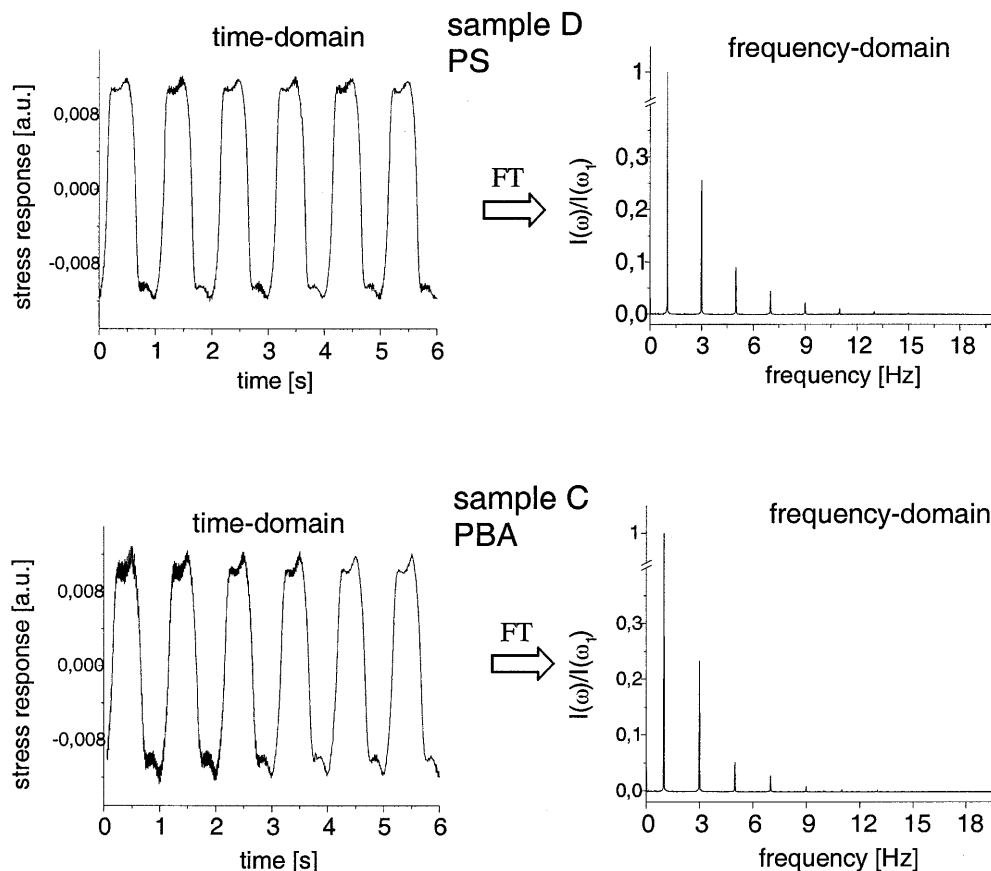 sample D
PS
time-domain
frequency-domain
stress response [a.u.]
0,008
0,000
-0,008
0 1 2 3 4 5 6
time [s]
FT
I(ω)/I(ω₁)
1
0,3
0,2
0,1
0,0
0 3 6 9 12 15 18
frequency [Hz]
sample C
PBA
time-domain
frequency-domain
stress response [a.u.]
0,008
0,000
-0,008
0 1 2 3 4 5 6
time [s]
FT
I(ω)/I(ω₁)
1
0,3
0,2
0,1
0,0
0 3 6 9 12 15 18
frequency [Hz]